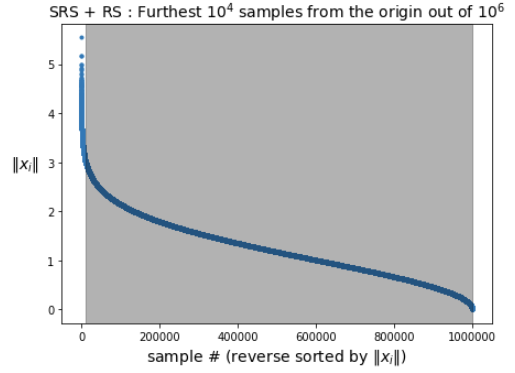 SRS + RS : Furthest 10⁴ samples from the origin out of 10⁶
5
4
3
2
1
0
‖xᵢ‖
0 200000 400000 600000 800000 1000000
sample # (reverse sorted by ‖xᵢ‖)